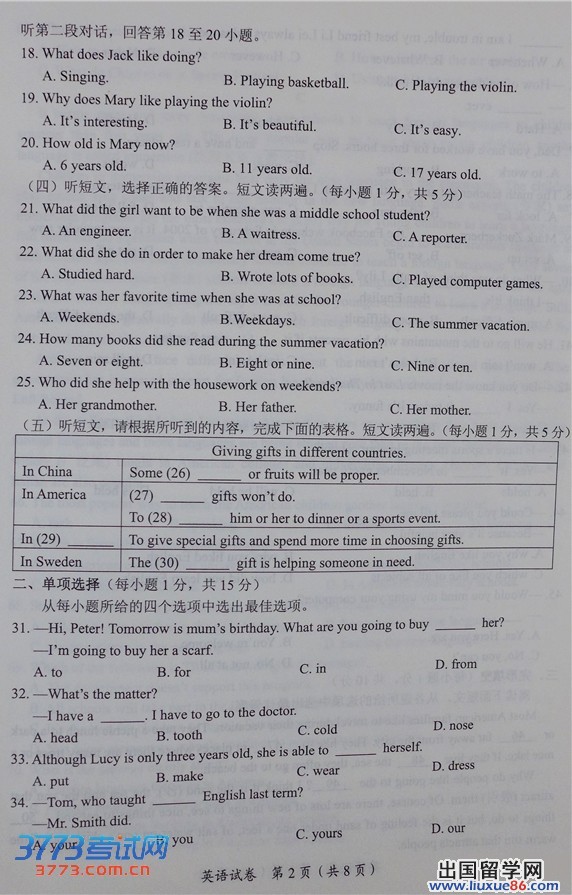 听第二段对话，回答第 18 至 20 小题。
18. What does Jack like doing?
A. Singing. B. Playing basketball. C. Playing the violin.
19. Why does Mary like playing the violin?
A. It's interesting. B. It's beautiful. C. It's easy.
20. How old is Mary now?
A. 6 years old. B. 11 years old. C. 17 years old.
（四）听短文，选择正确的答案。短文读两遍。（每小题 1 分，共 5 分）
21. What did the girl want to be when she was a middle school student?
A. An engineer. B. A waitress. C. A reporter.
22. What did she do in order to make her dream come true?
A. Studied hard. B. Wrote lots of books. C. Played computer games.
23. What was her favorite time when she was at school?
A. Weekends. B.Weekdays. C. The summer vacation.
24. How many books did she read during the summer vacation?
A. Seven or eight. B. Eight or nine. C. Nine or ten.
25. Who did she help with the housework on weekends?
A. Her grandmother. B. Her father. C. Her mother.
（五）听短文，请根据所听到的内容，完成下面的表格。短文读两遍。（每小题 1 分，共 5 分）
Giving gifts in different countries.
In China Some (26) ______ or fruits will be proper.
In America (27) ______ gifts won't do.
To (28) ______ him or her to dinner or a sports event.
In (29) ______ To give special gifts and spend more time in choosing gifts.
In Sweden The (30) ______ gift is helping someone in need.
二、单项选择（每小题 1 分，共 15 分）
从每小题所给的四个选项中选出最佳选项。
31. —Hi, Peter! Tomorrow is mum's birthday. What are you going to buy ______ her?
—I'm going to buy her a scarf.
A. to B. for C. in D. from
32. —What's the matter?
—I have a ______. I have to go to the doctor.
A. head B. tooth C. cold D. nose
33. Although Lucy is only three years old, she is able to ______ herself.
A. put B. make C. wear D. dress
34. —Tom, who taught ______ English last term?
—Mr. Smith did.
A. your B. you C. yours D. our
英语试卷 第 2 页（共 8 页）
3773考试网
www.3773.com.cn
出国留学网
www.liuxue86.com